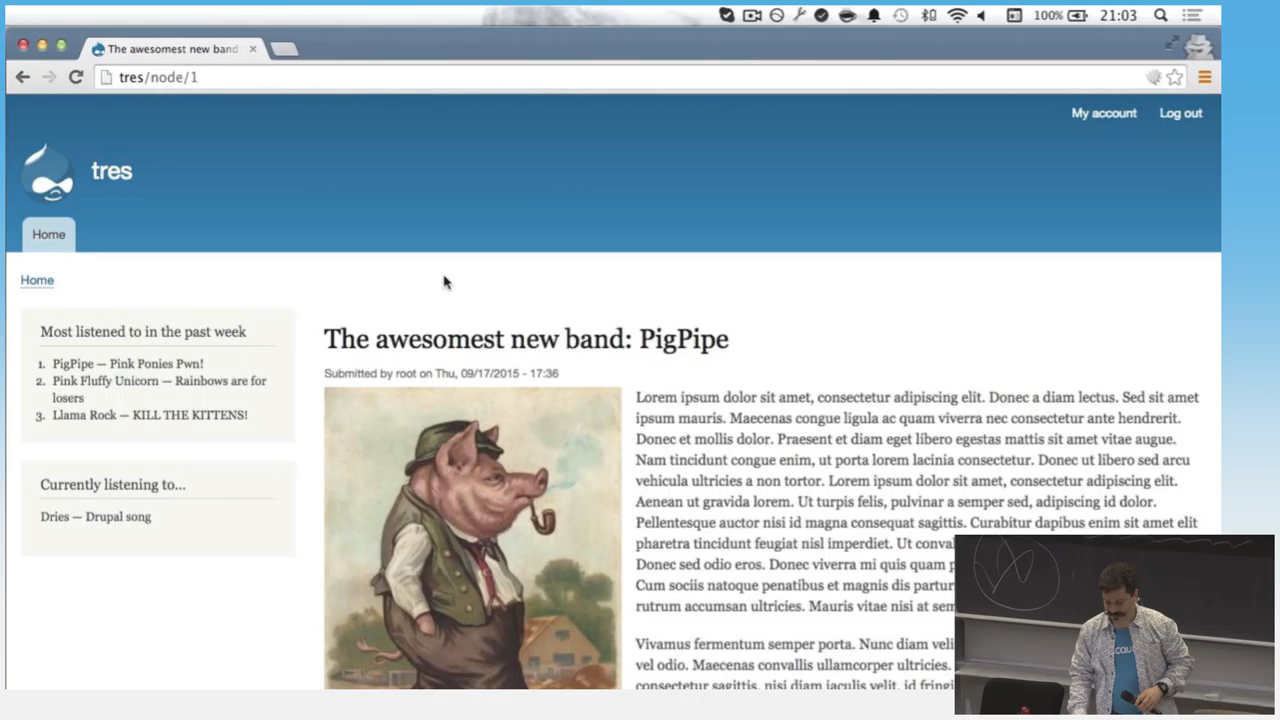 100% 21:03
The awesomest new band
tres/node/1
My account Log out
tres
Home
Home
Most listened to in the past week
1. PigPipe — Pink Ponies Pwn!
2. Pink Fluffy Unicorn — Rainbows are for
losers
3. Llama Rock — KILL THE KITTENS!
Currently listening to...
Dries — Drupal song
The awesomest new band: PigPipe
Submitted by root on Thu, 09/17/2015 - 17:36
Lorem ipsum dolor sit amet, consectetur adipiscing elit. Donec a diam lectus. Sed sit amet
ipsum mauris. Maecenas congue ligula ac quam viverra nec consectetur ante hendrerit.
Donec et mollis dolor. Praesent et diam eget libero egestas mattis sit amet vitae augue.
Nam tincidunt congue enim, ut porta lorem lacinia consectetur. Donec ut libero sed arcu
vehicula ultricies a non tortor. Lorem ipsum dolor sit amet, consectetur adipiscing elit.
Aenean ut gravida lorem. Ut turpis felis, pulvinar a semper sed, adipiscing id dolor.
Pellentesque auctor nisi id magna consequat sagittis. Curabitur dapibus enim sit amet elit
pharetra tincidunt feugiat nisl imperdiet. Ut
Donec sed odio eros. Donec viverra mi quis quam
Cum sociis natoque penatibus et magnis dis
rutrum accumsan ultricies. Mauris vitae nisi at
Vivamus fermentum semper porta. Nunc diam
vel odio. Maecenas convallis ullamcorper ultricies.
consectetur sagittis, nisi diam iaculis velit, id